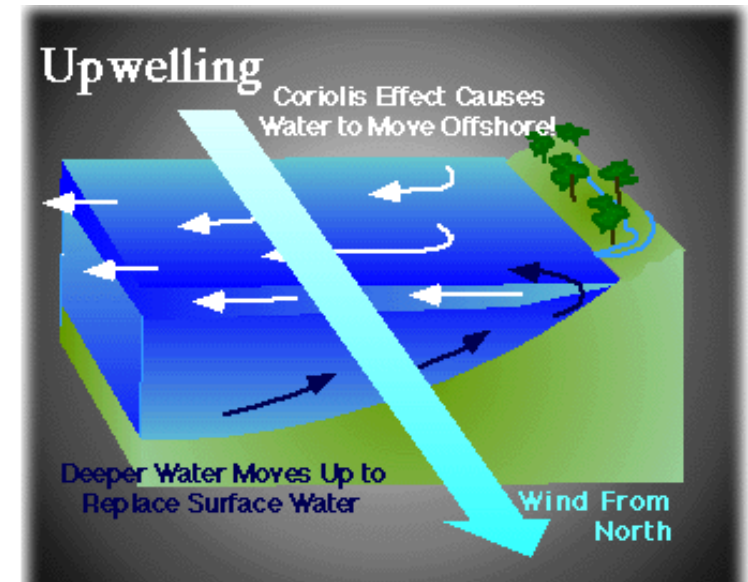 Upwelling
Coriolis Effect Causes
Water to Move Offshore!
Deeper Water Moves Up to
Replace Surface Water
Wind From
North